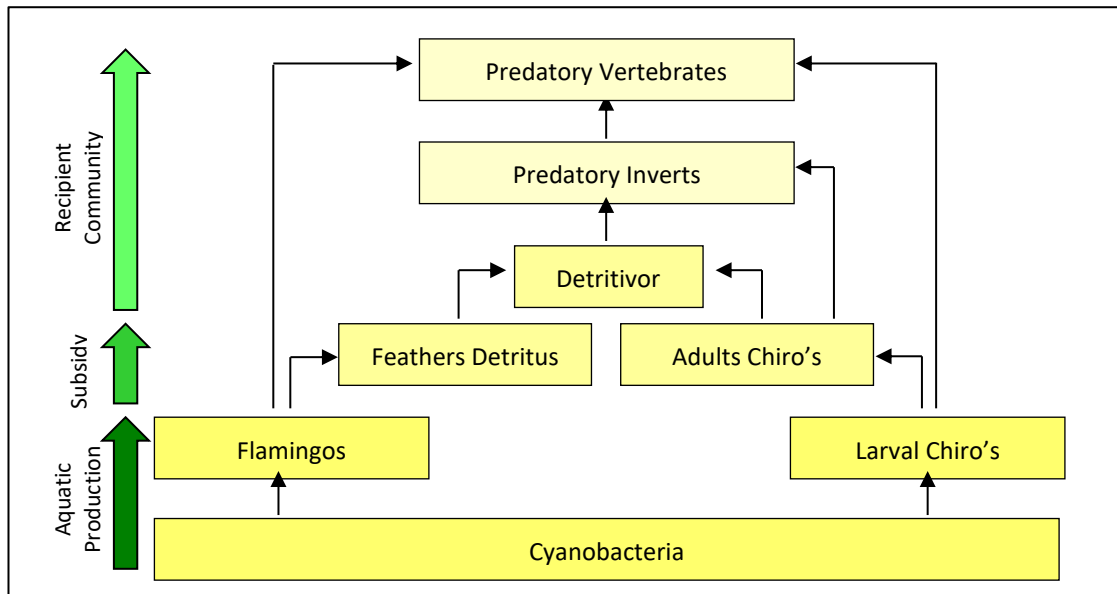 Predatory Vertebrates
Recipient
Community
Predatory Inverts
Detritivor
Subsidy
Feathers Detritus
Adults Chiro's
Aquatic
Production
Flamingos
Larval Chiro's
Cyanobacteria